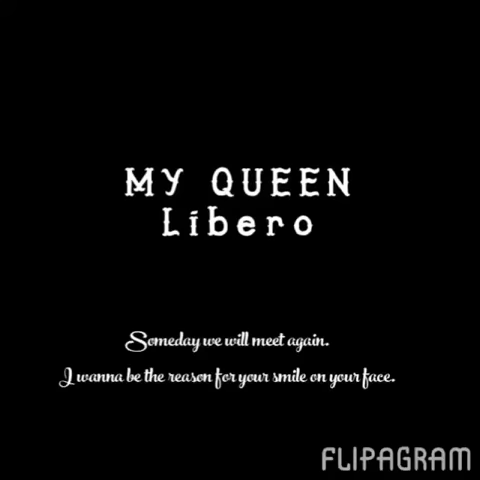 MY QUEEN
Libero
Someday we will meet again.
I wanna be the reason for your smile on your face.
FLIPAGRAM